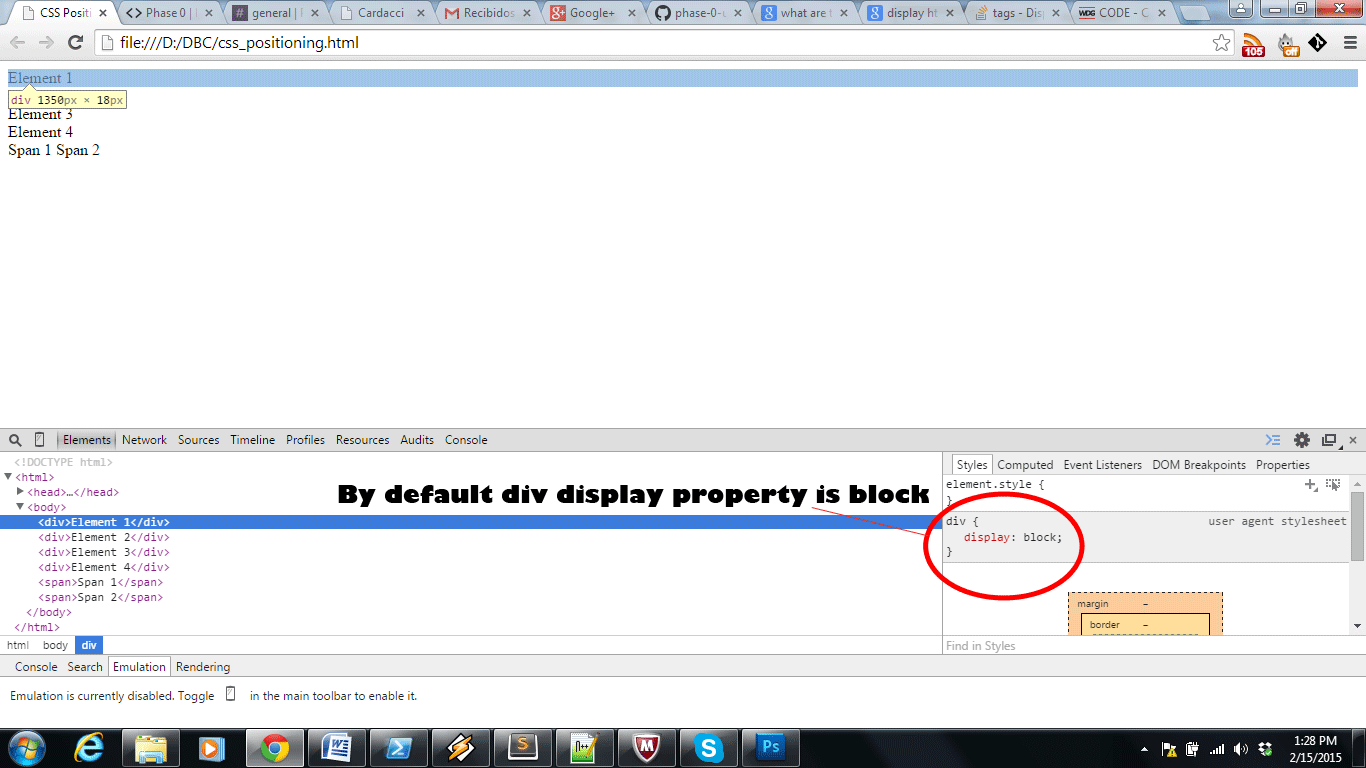 CSS Positi
Phase 0 |
general |
Cardacci
Recibidos
Google+
phase-0-u
what are t
display ht
tags - Dis
CODE - C
file:///D:/DBC/css_positioning.html
105
off
Element 1
div 1350px × 18px
Element 3
Element 4
Span 1 Span 2
Elements Network Sources Timeline Profiles Resources Audits Console
<!DOCTYPE html>
<html>
<head>…</head>
<body>
<div>Element 1</div>
<div>Element 2</div>
<div>Element 3</div>
<div>Element 4</div>
<span>Span 1</span>
<span>Span 2</span>
</body>
</html>
By default div display property is block
Styles Computed Event Listeners DOM Breakpoints Properties
element.style {
}
div { user agent stylesheet
display: block;
}
margin –
border –
Find in Styles
html body div
Console Search Emulation Rendering
Emulation is currently disabled. Toggle in the main toolbar to enable it.
1:28 PM
2/15/2015